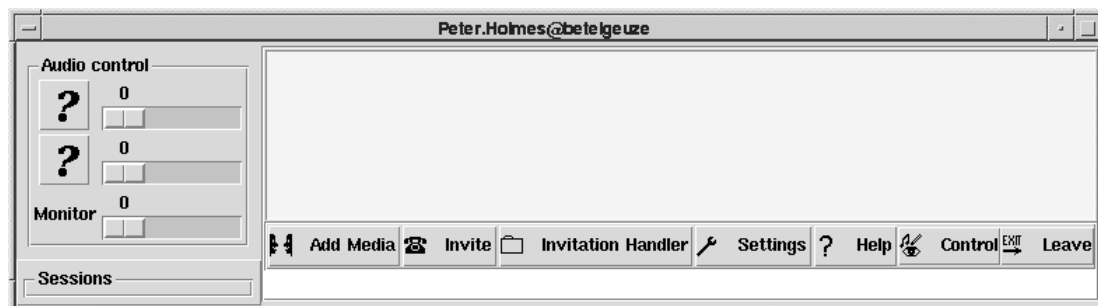 Peter.Holmes@betelgeuze
Audio control
?
0
?
0
Monitor
0
Add Media Invite Invitation Handler Settings ? Help Control EXIT Leave
Sessions